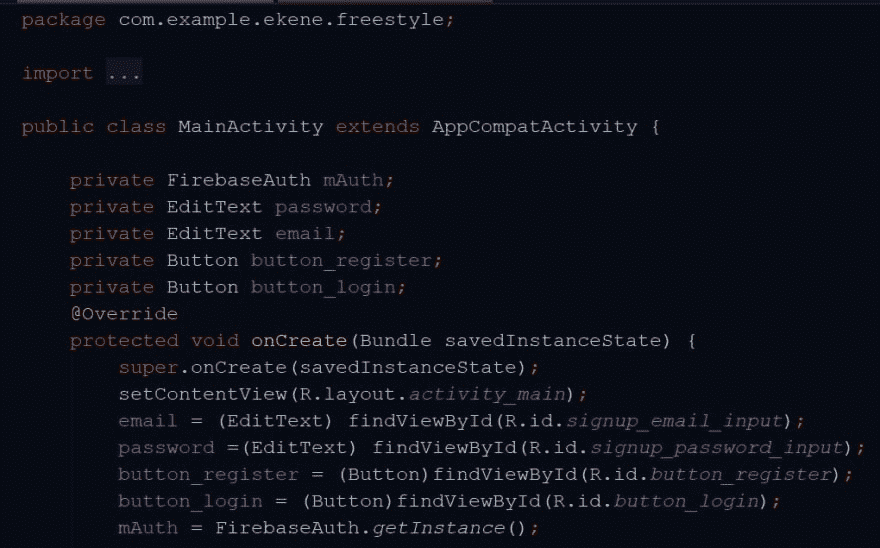 package com.example.ekene.freestyle;
import ...
public class MainActivity extends AppCompatActivity {
private FirebaseAuth mAuth;
private EditText password;
private EditText email;
private Button button_register;
private Button button_login;
@Override
protected void onCreate(Bundle savedInstanceState) {
super.onCreate(savedInstanceState);
setContentView(R.layout.activity_main);
email = (EditText) findViewById(R.id.signup_email_input);
password =(EditText) findViewById(R.id.signup_password_input);
button_register = (Button)findViewById(R.id.button_register);
button_login = (Button)findViewById(R.id.button_login);
mAuth = FirebaseAuth.getInstance();